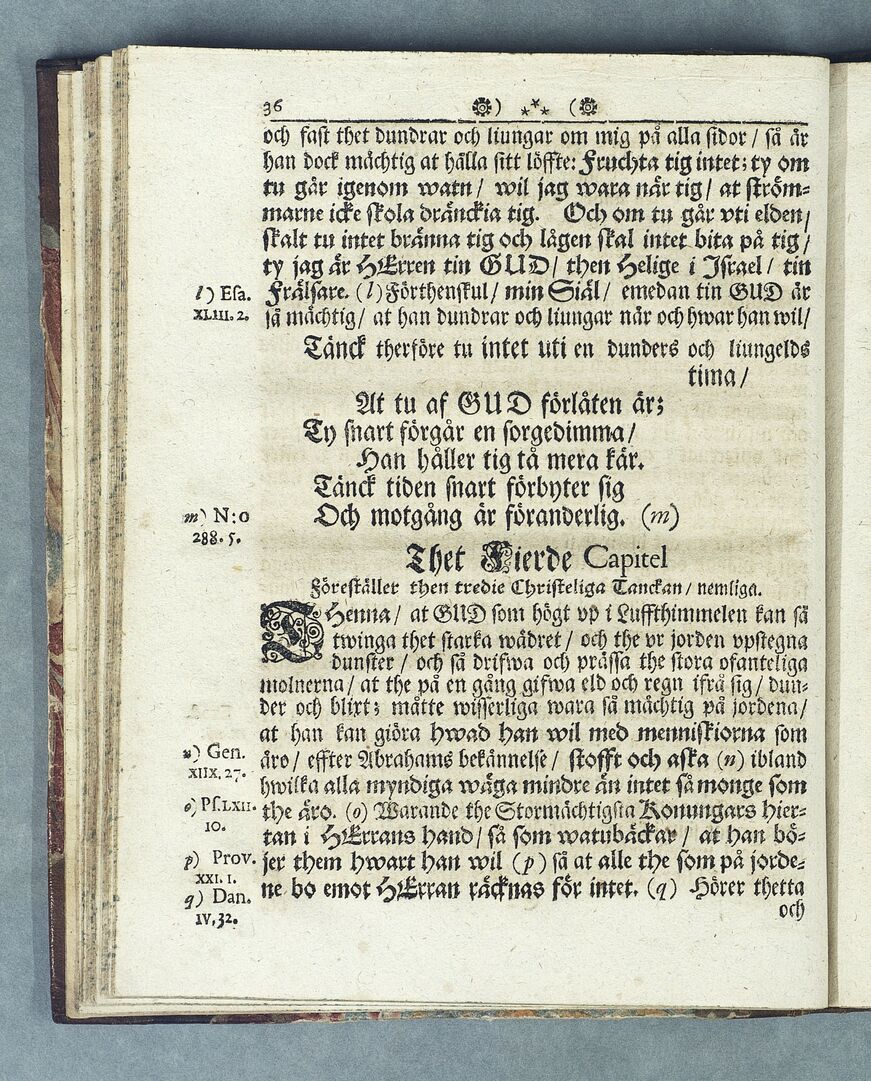 36 ) *** (
och fast thet dundrar och liungar om mig på alla sidor / så är
han dock mächtig at hålla sitt löffte: Fruchta tig intet; ty om
tu går igenom watn / wil jag wara når tig / at ström-
marne icke skola dränckia tig. Och om tu går vti elden /
skalt tu intet bränna tig och lågen skal intet bita på tig /
ty jag är HErren tin GUD / then Helige i Israel / tin
l) Esa. Frälsare. (l) Förthenskul / min Siäl / emedan tin GUD är
XLIII. 2. så mächtig / at han dundrar och liungar när och hwar han wil /
Tänck therföre tu intet uti en dunders och liungelds
tima /
At tu af GUD förlåten är;
Ty snart förgår en sorgedimma /
Han håller tig tå mera kär.
Tänck tiden snart förbyter sig
m) N:o Och motgång är föranderlig. (m)
288. 5.
Thet Fierde Capitel
Föreställer then tredie Christeliga Tanckan / nemliga.
THenna / at GUD som högt vp i Luffthimmelen kan så
twinga thet starka wädret / och the vr jorden vpstegna
dunster / och så drifwa och prässa the stora ofanteliga
molnerna / at the på en gång gifwa eld och regn ifrå sig / dun-
der och blixt; måtte wisserliga wara så mächtig på jordena /
at han kan giöra hwad han wil med menniskiorna som
n) Gen. äro / effter Abrahams bekännelse / stofft och aska (n) ibland
XIIX, 27. hwilka alla myndiga wäga mindre än intet så monge som
o) Ps. LXII. the äro. (o) Warande the Stormächtigsta Konungars hier-
10. tan i HErrans hand / så som watubäckar / at han bö-
p) Prov. jer them hwart han wil (p) så at alle the som på jorde-
XXI. 1.
q) Dan. ne bo emot HErran räcknas för intet. (q) Hörer thetta
IV, 32. och